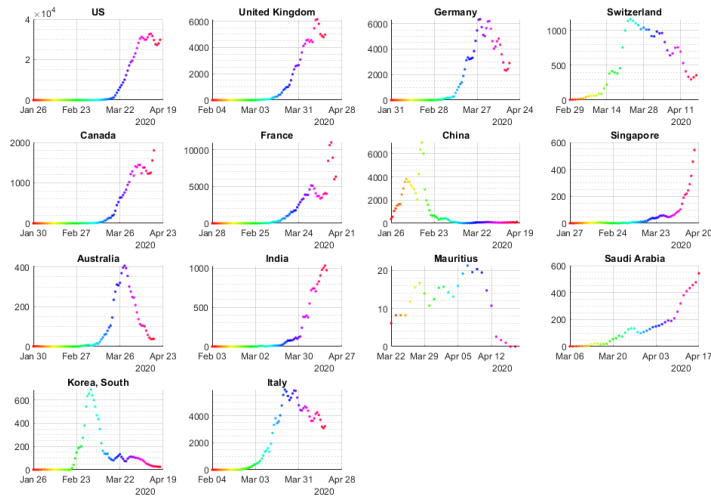 US
× 10^4
4
2
0
Jan 26 Feb 23 Mar 22 Apr 19
2020
United Kingdom
6000
4000
2000
0
Feb 04 Mar 03 Mar 31 Apr 28
2020
Germany
6000
4000
2000
0
Jan 31 Feb 28 Mar 27 Apr 24
2020
Switzerland
1000
500
0
Feb 29 Mar 14 Mar 28 Apr 11
2020
Canada
2000
1000
0
Jan 30 Feb 27 Mar 26 Apr 23
2020
France
10000
5000
0
Jan 28 Feb 25 Mar 24 Apr 21
2020
China
6000
4000
2000
0
Jan 26 Feb 23 Mar 22 Apr 19
2020
Singapore
600
400
200
0
Jan 27 Feb 24 Mar 23 Apr 20
2020
Australia
400
200
0
Jan 30 Feb 27 Mar 26 Apr 23
2020
India
1000
500
0
Feb 03 Mar 02 Mar 30 Apr 27
2020
Mauritius
20
10
0
Mar 22 Mar 29 Apr 05 Apr 12
2020
Saudi Arabia
600
400
200
0
Mar 06 Mar 20 Apr 03 Apr 17
2020
Korea, South
600
400
200
0
Jan 26 Feb 23 Mar 22 Apr 19
2020
Italy
4000
2000
0
Feb 04 Mar 03 Mar 31 Apr 28
2020